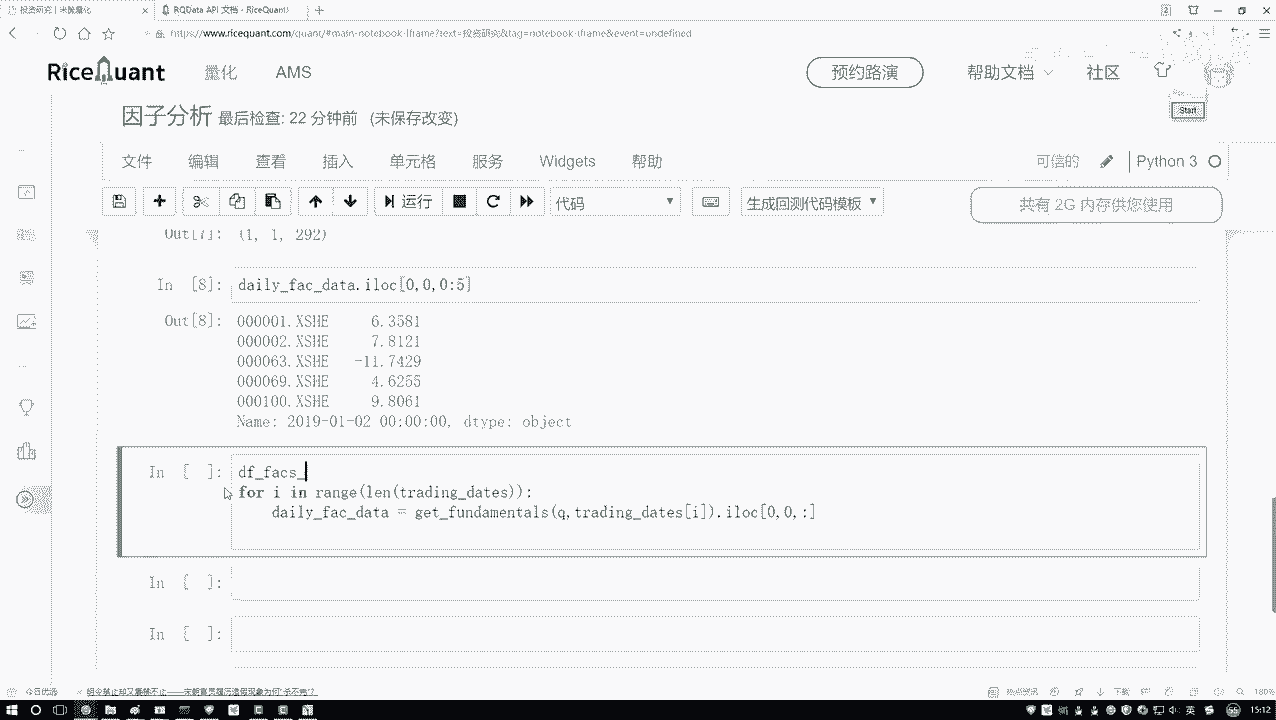 投资研究 | 米筐量化
RQData API 文档 - RiceQuant
https://www.ricequant.com/quant/#main-notebook-iframe?text=投资研究&tag=notebook-iframe&event=undefined
RiceQuant 量化 AMS 预约路演 帮助文档 社区
Start
因子分析 最后检查: 22 分钟前 (未保存改变)
文件 编辑 查看 插入 单元格 服务 Widgets 帮助 可信的 Python 3
运行 代码 生成回测代码模板 共有 2G 内存供您使用
Out[7]: (1, 1, 292)
In [8]: daily_fac_data.iloc[0,0,0:5]
Out[8]: 000001.XSHE 6.3581
000002.XSHE 7.8121
000063.XSHE -11.7429
000069.XSHE 4.6255
000100.XSHE 9.8061
Name: 2019-01-02 00:00:00, dtype: object
In [ ]: df_facs_
for i in range(len(trading_dates)):
daily_fac_data = get_fundamentals(q,trading_dates[i]).iloc[0,0,:]
In [ ]:
In [ ]:
今日优选
下载 180%
英 15:12